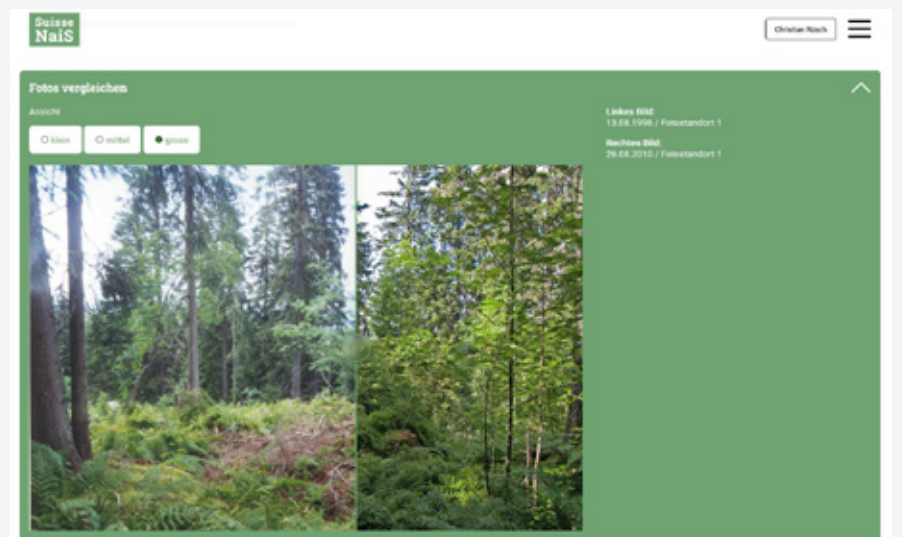 Suisse
NaiS
Christian Rüsch
Fotos vergleichen
Ansicht
klein
mittel
gross
Linkes Bild:
13.08.1996 / Fotostandort 1
Rechtes Bild:
26.08.2010 / Fotostandort 1